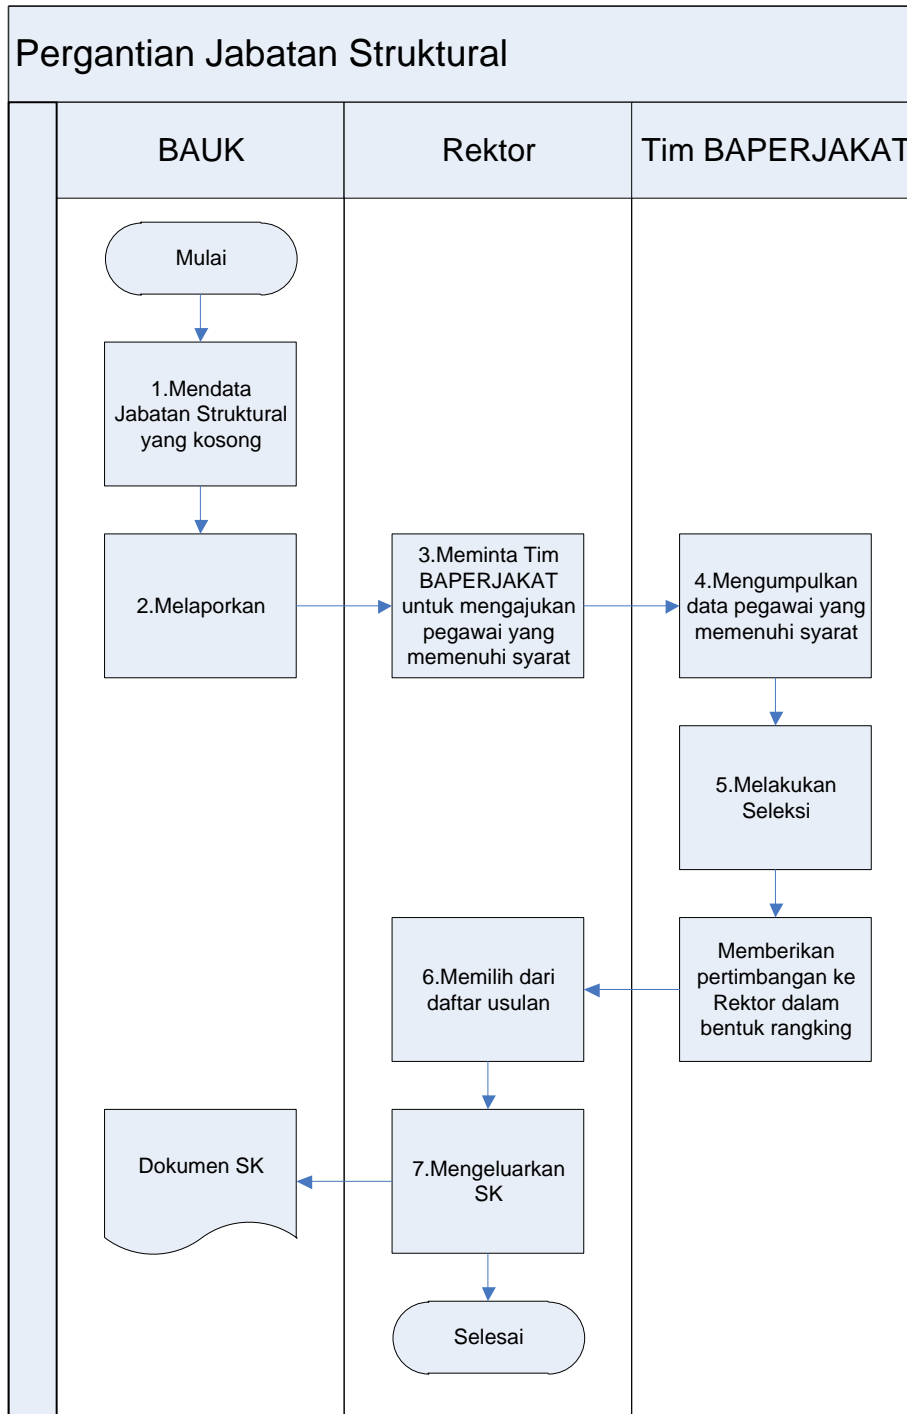 Pergantian Jabatan Struktural
BAUK
Rektor
Tim BAPERJAKAT
Mulai
1.Mendata
Jabatan Struktural
yang kosong
2.Melaporkan
3.Meminta Tim
BAPERJAKAT
untuk mengajukan
pegawai yang
memenuhi syarat
4.Mengumpulkan
data pegawai yang
memenuhi syarat
5.Melakukan
Seleksi
Memberikan
pertimbangan ke
Rektor dalam
bentuk rangking
6.Memilih dari
daftar usulan
7.Mengeluarkan
SK
Dokumen SK
Selesai